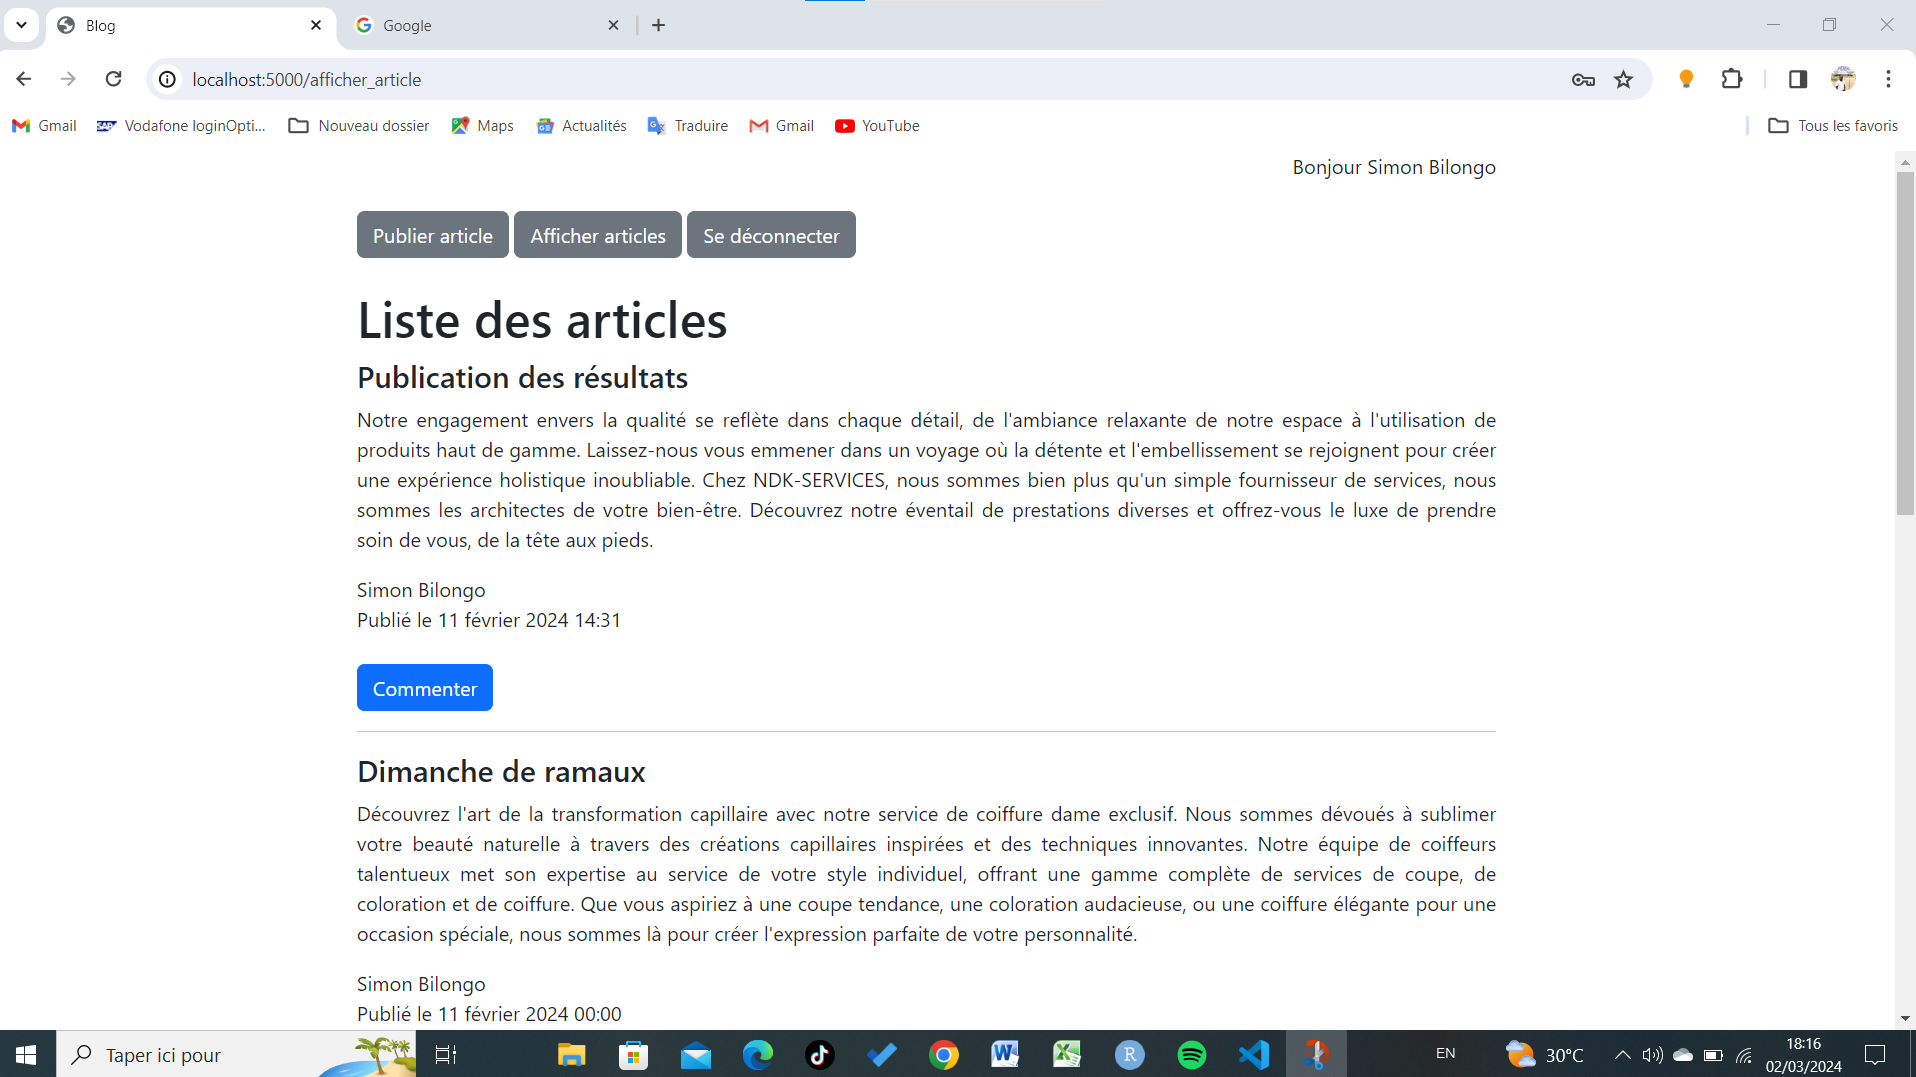 Blog
Google
localhost:5000/afficher_article
Gmail
Vodafone loginOpti...
Nouveau dossier
Maps
Actualités
Traduire
Gmail
YouTube
Tous les favoris
Bonjour Simon Bilongo
Publier article
Afficher articles
Se déconnecter
Liste des articles
Publication des résultats
Notre engagement envers la qualité se reflète dans chaque détail, de l'ambiance relaxante de notre espace à l'utilisation de
produits haut de gamme. Laissez-nous vous emmener dans un voyage où la détente et l'embellissement se rejoignent pour créer
une expérience holistique inoubliable. Chez NDK-SERVICES, nous sommes bien plus qu'un simple fournisseur de services, nous
sommes les architectes de votre bien-être. Découvrez notre éventail de prestations diverses et offrez-vous le luxe de prendre
soin de vous, de la tête aux pieds.
Simon Bilongo
Publié le 11 février 2024 14:31
Commenter
Dimanche de ramaux
Découvrez l'art de la transformation capillaire avec notre service de coiffure dame exclusif. Nous sommes dévoués à sublimer
votre beauté naturelle à travers des créations capillaires inspirées et des techniques innovantes. Notre équipe de coiffeurs
talentueux met son expertise au service de votre style individuel, offrant une gamme complète de services de coupe, de
coloration et de coiffure. Que vous aspiriez à une coupe tendance, une coloration audacieuse, ou une coiffure élégante pour une
occasion spéciale, nous sommes là pour créer l'expression parfaite de votre personnalité.
Simon Bilongo
Publié le 11 février 2024 00:00
Taper ici pour
EN
30°C
18:16
02/03/2024